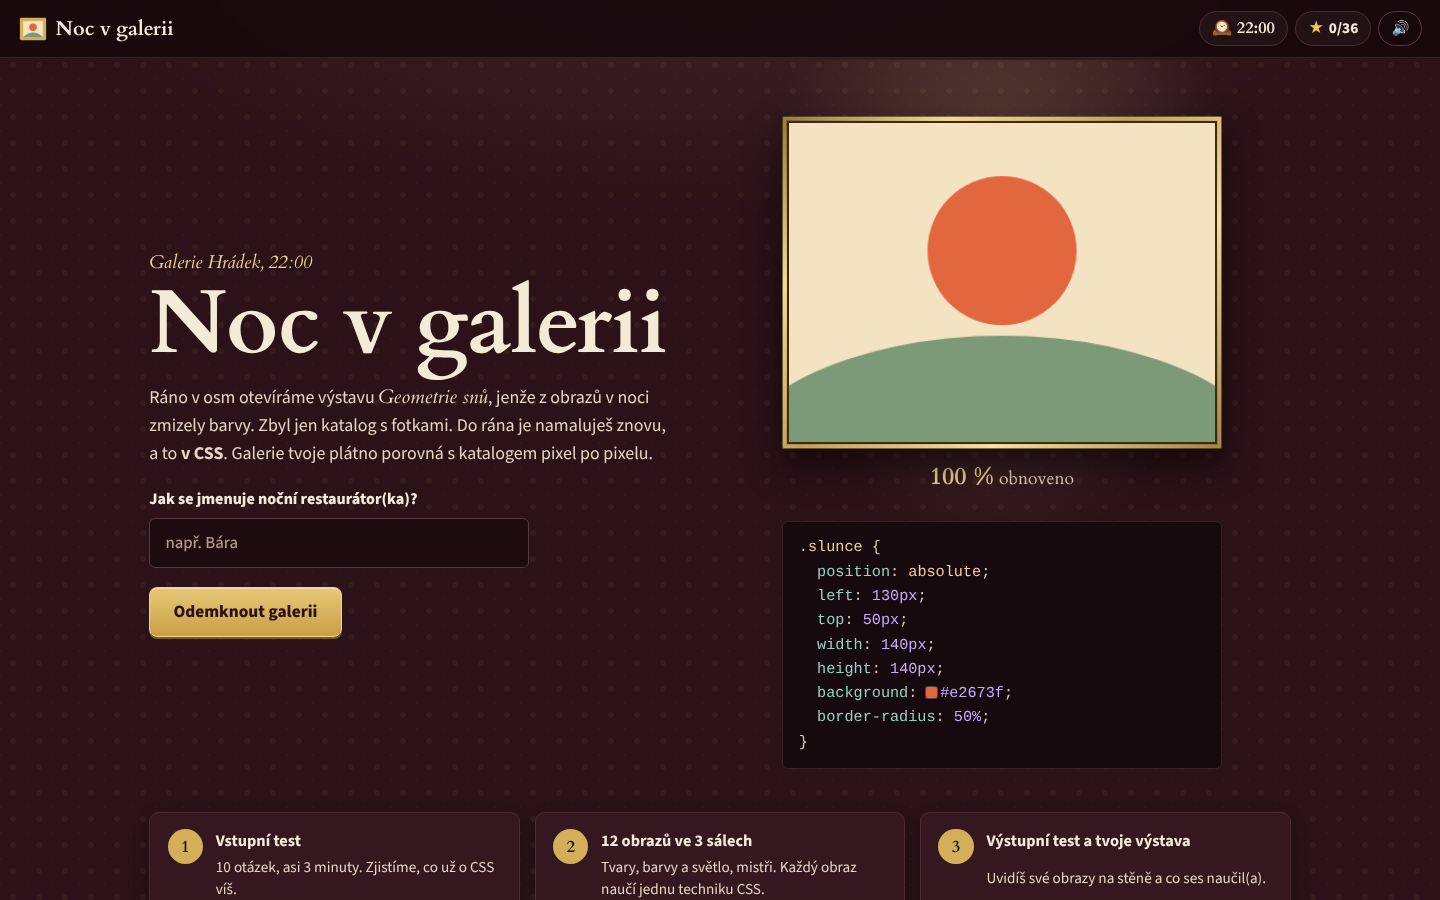 Noc v galerii
22:00
0/36
Galerie Hrádek, 22:00
Noc v galerii
Ráno v osm otevíráme výstavu Geometrie snů, jenže z obrazů v noci
zmizely barvy. Zbyl jen katalog s fotkami. Do rána je namaluješ znovu,
a to v CSS. Galerie tvoje plátno porovná s katalogem pixel po pixelu.
Jak se jmenuje noční restaurátor(ka)?
např. Bára
Odemknout galerii
100 % obnoveno
.slunce {
position: absolute;
left: 130px;
top: 50px;
width: 140px;
height: 140px;
background: #e2673f;
border-radius: 50%;
}
1
Vstupní test
10 otázek, asi 3 minuty. Zjistíme, co už o CSS
víš.
2
12 obrazů ve 3 sálech
Tvary, barvy a světlo, mistři. Každý obraz
naučí jednu techniku CSS.
3
Výstupní test a tvoje výstava
Uvidíš své obrazy na stěně a co ses naučil(a).